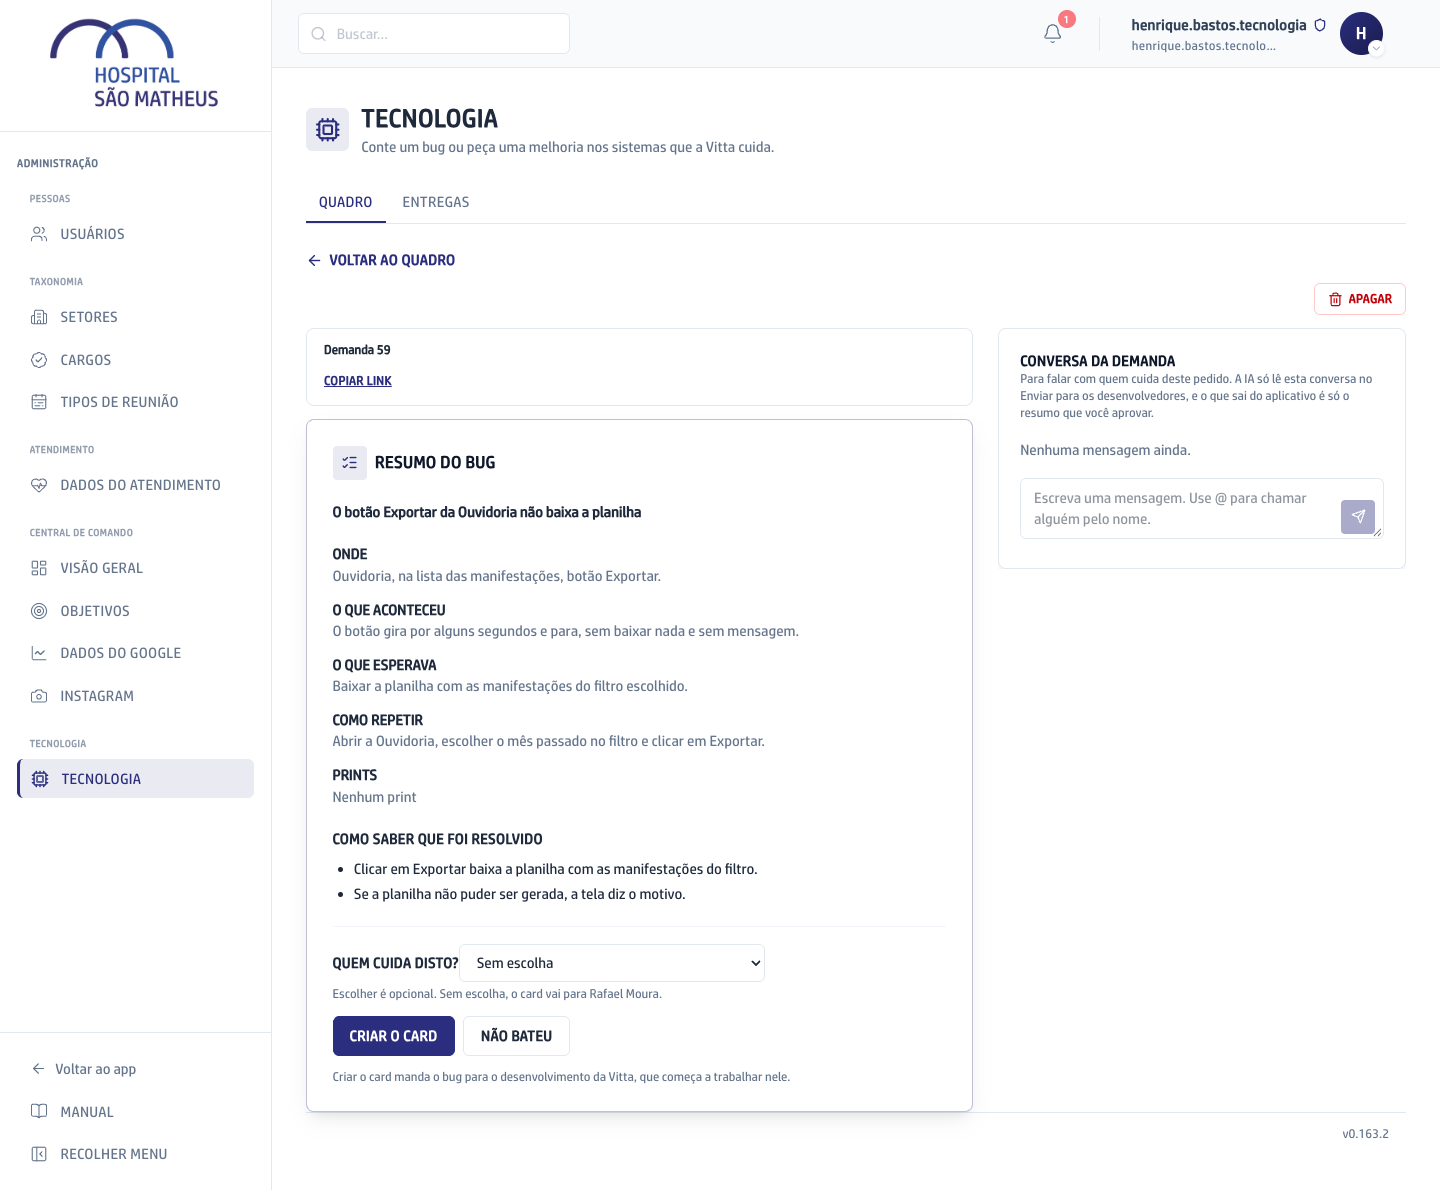 HOSPITAL
SÃO MATHEUS
ADMINISTRAÇÃO
PESSOAS
USUÁRIOS
TAXONOMIA
SETORES
CARGOS
TIPOS DE REUNIÃO
ATENDIMENTO
DADOS DO ATENDIMENTO
CENTRAL DE COMANDO
VISÃO GERAL
OBJETIVOS
DADOS DO GOOGLE
INSTAGRAM
TECNOLOGIA
TECNOLOGIA
Voltar ao app
MANUAL
RECOLHER MENU
Buscar...
1
henrique.bastos.tecnologia
henrique.bastos.tecnolo...
H
TECNOLOGIA
Conte um bug ou peça uma melhoria nos sistemas que a Vitta cuida.
QUADRO
ENTREGAS
VOLTAR AO QUADRO
APAGAR
Demanda 59
COPIAR LINK
RESUMO DO BUG
O botão Exportar da Ouvidoria não baixa a planilha
ONDE
Ouvidoria, na lista das manifestações, botão Exportar.
O QUE ACONTECEU
O botão gira por alguns segundos e para, sem baixar nada e sem mensagem.
O QUE ESPERAVA
Baixar a planilha com as manifestações do filtro escolhido.
COMO REPETIR
Abrir a Ouvidoria, escolher o mês passado no filtro e clicar em Exportar.
PRINTS
Nenhum print
COMO SABER QUE FOI RESOLVIDO
Clicar em Exportar baixa a planilha com as manifestações do filtro.
Se a planilha não puder ser gerada, a tela diz o motivo.
QUEM CUIDA DISTO?
Sem escolha
Escolher é opcional. Sem escolha, o card vai para Rafael Moura.
CRIAR O CARD
NÃO BATEU
Criar o card manda o bug para o desenvolvimento da Vitta, que começa a trabalhar nele.
CONVERSA DA DEMANDA
Para falar com quem cuida deste pedido. A IA só lê esta conversa no
Enviar para os desenvolvedores, e o que sai do aplicativo é só o
resumo que você aprovar.
Nenhuma mensagem ainda.
Escreva uma mensagem. Use @ para chamar
alguém pelo nome.
v0.163.2